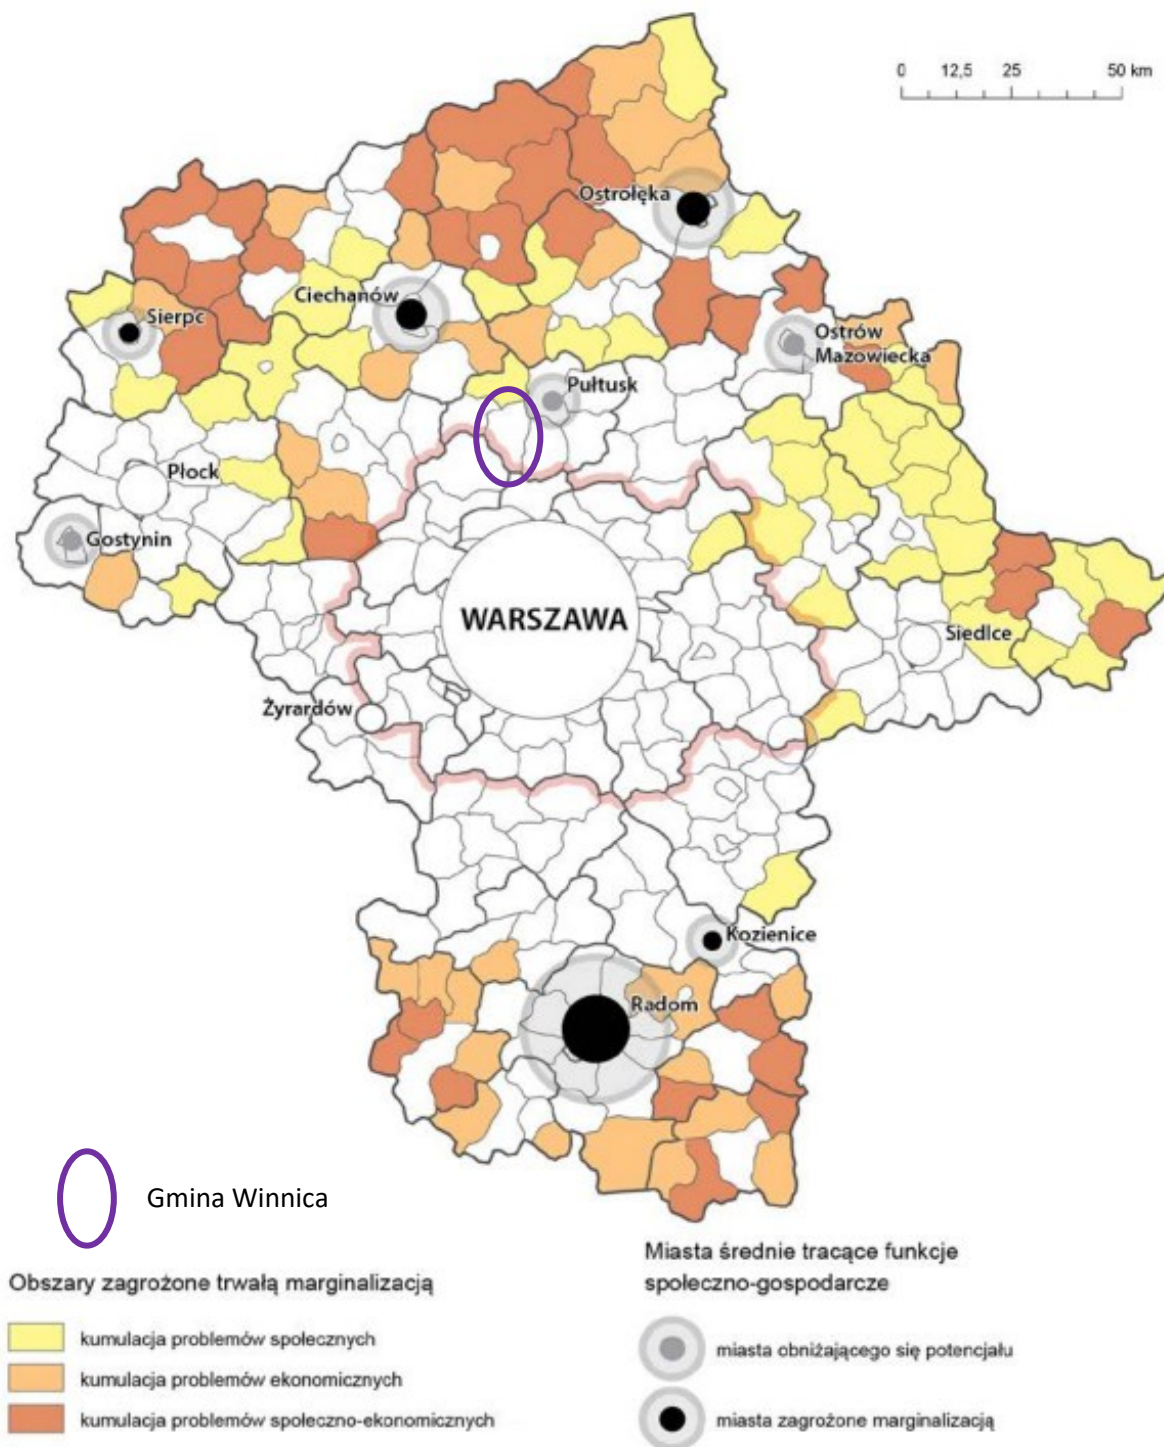 0 12,5 25 50 km
Ostrołęka
Ciechanów
Sierpc
Ostrów
Mazowiecka
Pułtusk
Płock
Gostynin
WARSZAWA
Siedlce
Żyrardów
Kozienice
Radom
Gmina Winnica
Obszary zagrożone trwałą marginalizacją
kumulacja problemów społecznych
kumulacja problemów ekonomicznych
kumulacja problemów społeczno-ekonomicznych
Miasta średnie tracące funkcje
społeczno-gospodarcze
miasta obniżającego się potencjału
miasta zagrożone marginalizacją